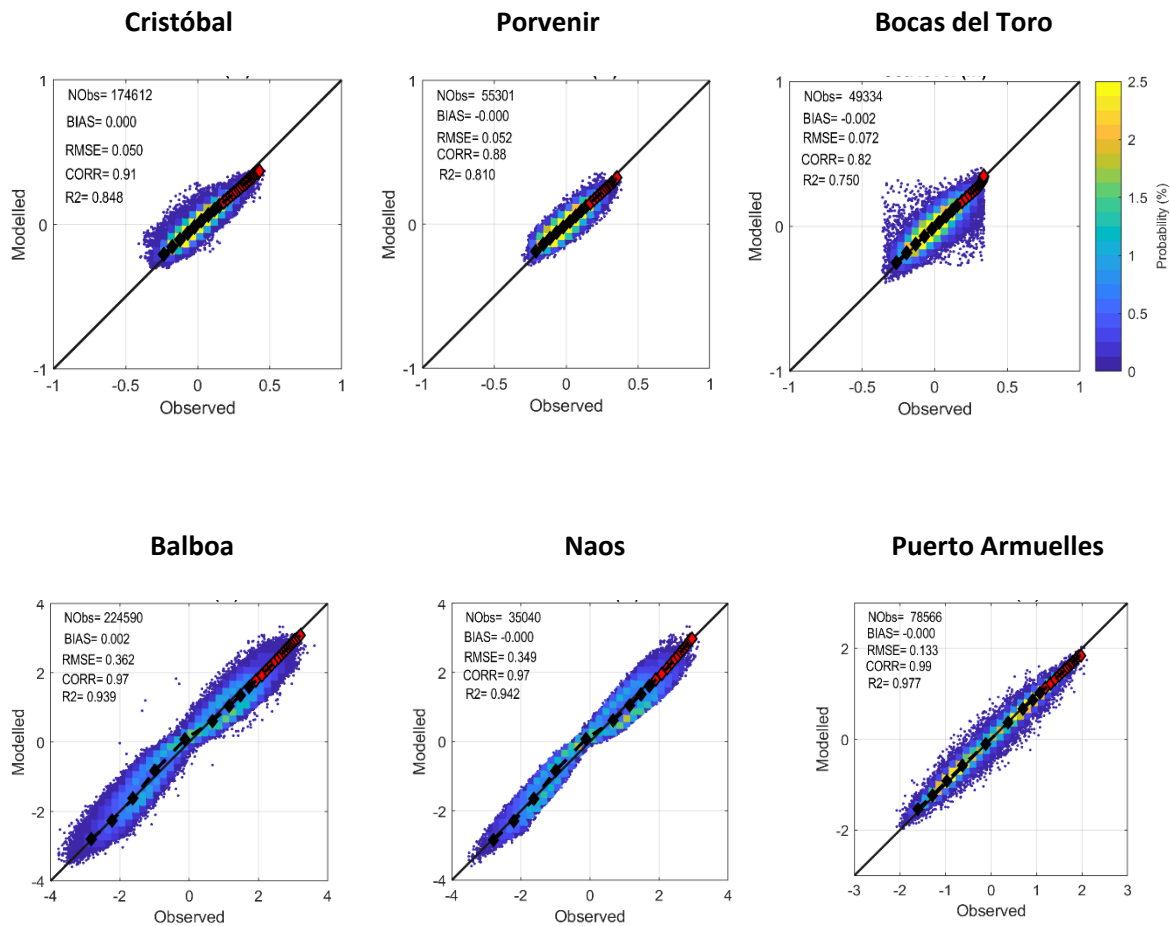 Cristóbal
Porvenir
Bocas del Toro
1
0
-1
NObs= 174612
BIAS= 0.000
RMSE= 0.050
CORR= 0.91
R2= 0.848
Modelled
-1
-0.5
0
0.5
1
Observed
1
0
-1
NObs= 55301
BIAS= -0.000
RMSE= 0.052
CORR= 0.88
R2= 0.810
Modelled
-1
-0.5
0
0.5
1
Observed
1
0
-1
NObs= 49334
BIAS= -0.002
RMSE= 0.072
CORR= 0.82
R2= 0.750
Modelled
-1
-0.5
0
0.5
1
Observed
2.5
2
1.5
1
0.5
0
Probability (%)
Balboa
Naos
Puerto Armuelles
4
2
0
-2
-4
NObs= 224590
BIAS= 0.002
RMSE= 0.362
CORR= 0.97
R2= 0.939
Modelled
-4
-2
0
2
4
Observed
4
2
0
-2
-4
NObs= 35040
BIAS= -0.000
RMSE= 0.349
CORR= 0.97
R2= 0.942
Modelled
-4
-2
0
2
4
Observed
2
0
-2
NObs= 78566
BIAS= -0.000
RMSE= 0.133
CORR= 0.99
R2= 0.977
Modelled
-3
-2
-1
0
1
2
3
Observed